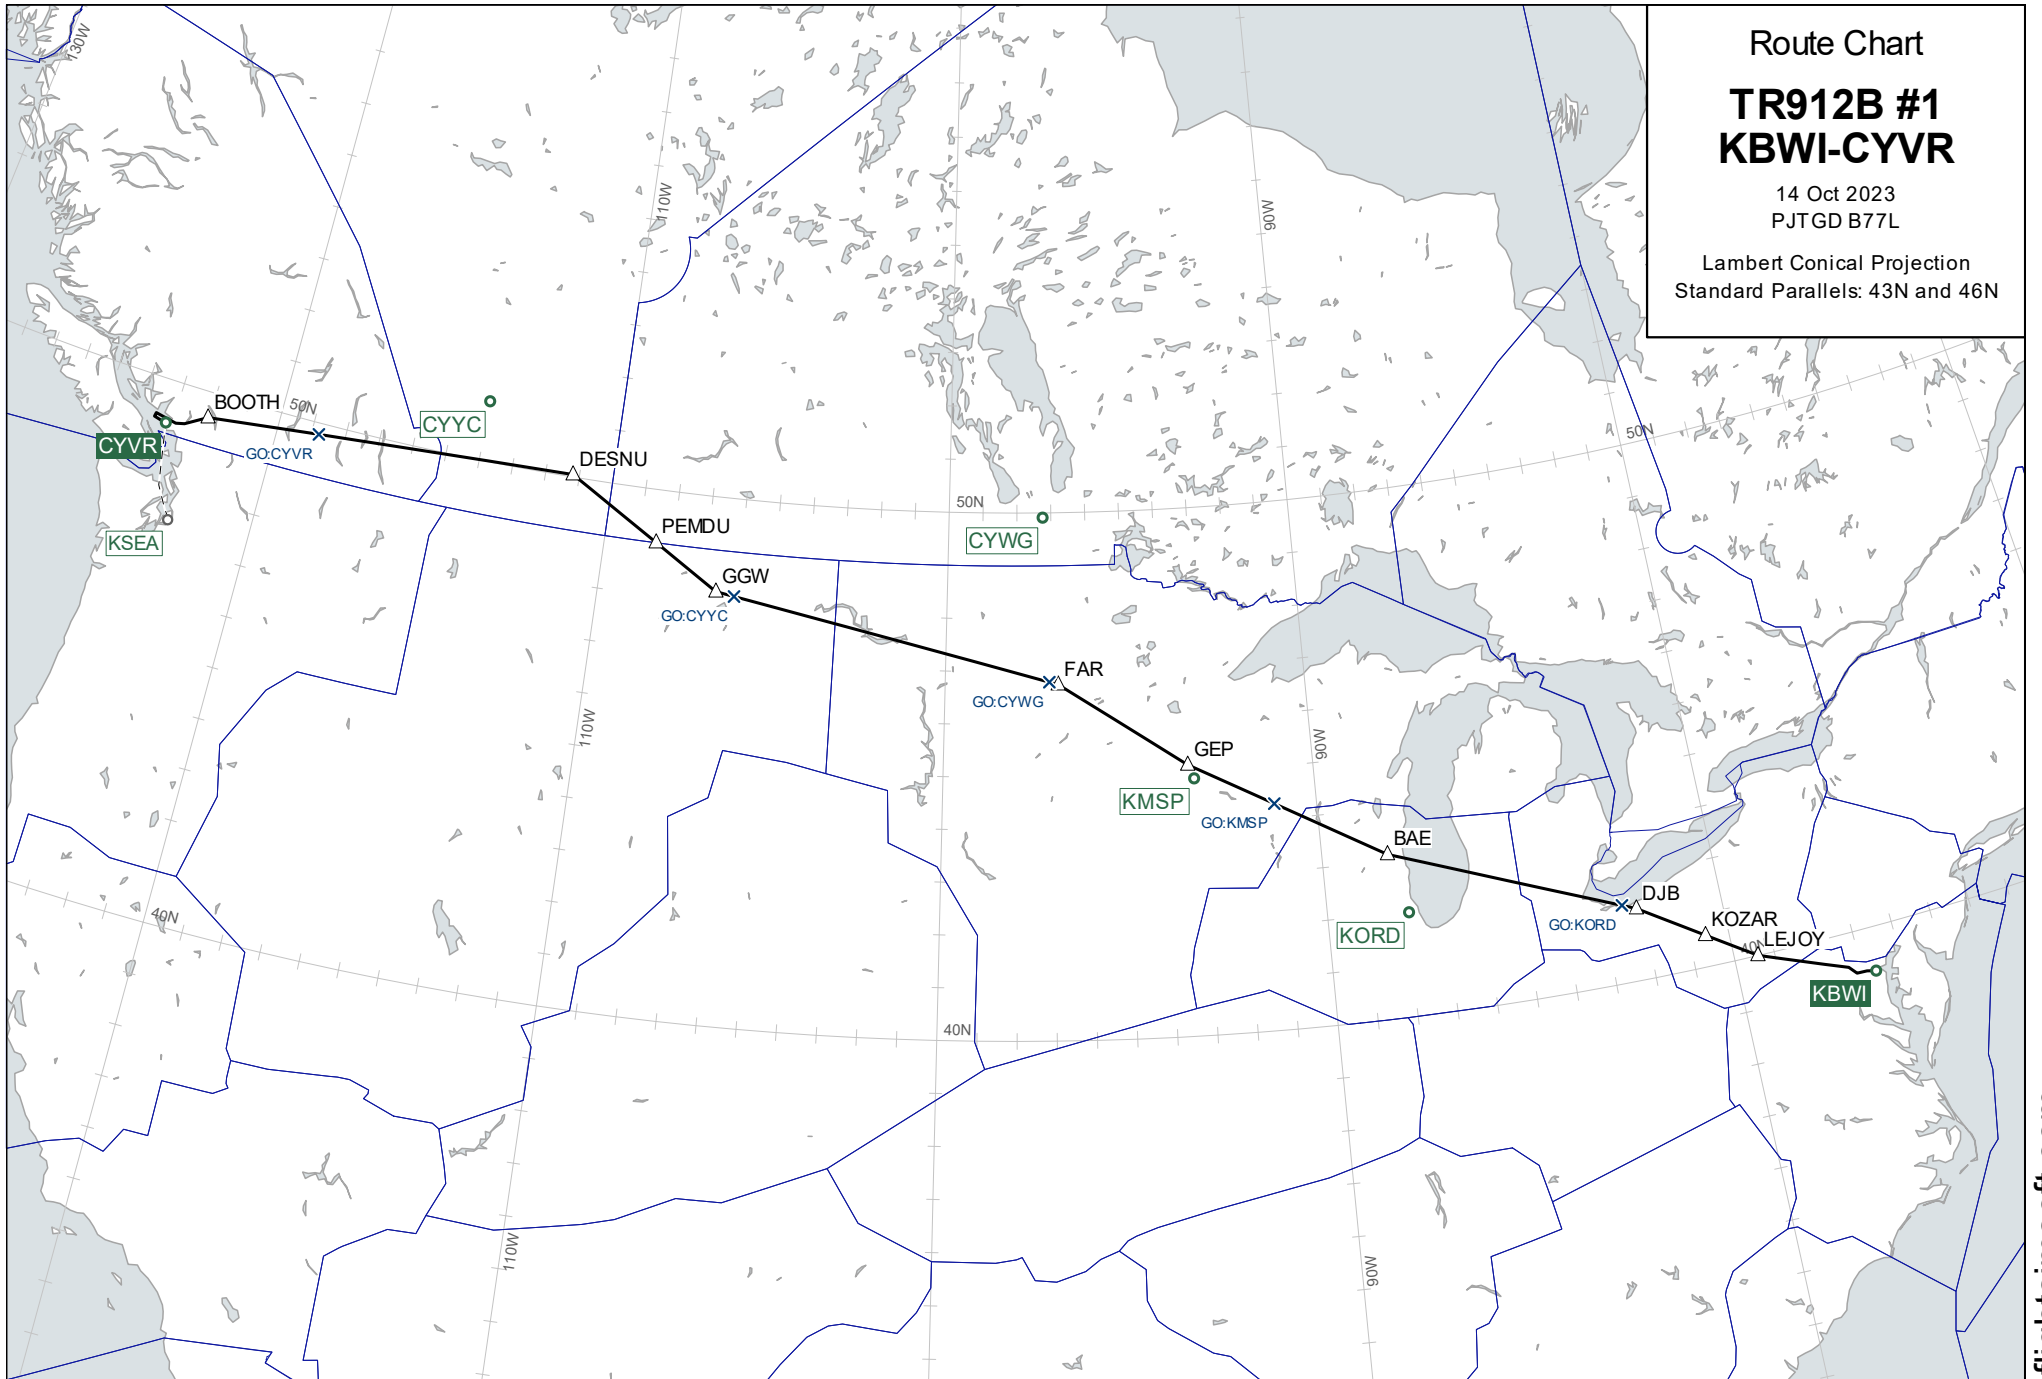 Route Chart
TR912B #1
KBWI-CYVR
14 Oct 2023
PJTGD B77L
Lambert Conical Projection
Standard Parallels: 43N and 46N
130W
110W
90W
BOOTH
50N
CYYC
CYVR
GO:CYVR
DESNU
50N
50N
KSEA
PEMDU
CYWG
GGW
GO:CYYC
FAR
GO:CYWG
110W
90W
GEP
KMSP
GO:KMSP
BAE
DJB
GO:KORD
KOZAR
LEJOY
40N
40N
KORD
KBWI
40N
110W
90W